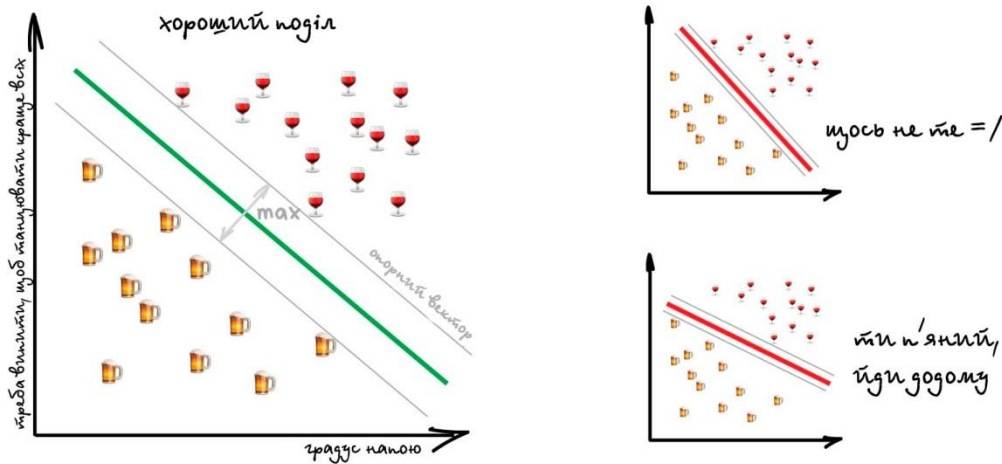 хороший поділ
треба випити, щоб танцювати краще всіх
max
опорний вектор
градус напою
щось не те =/
ти п'яний,
йди додому